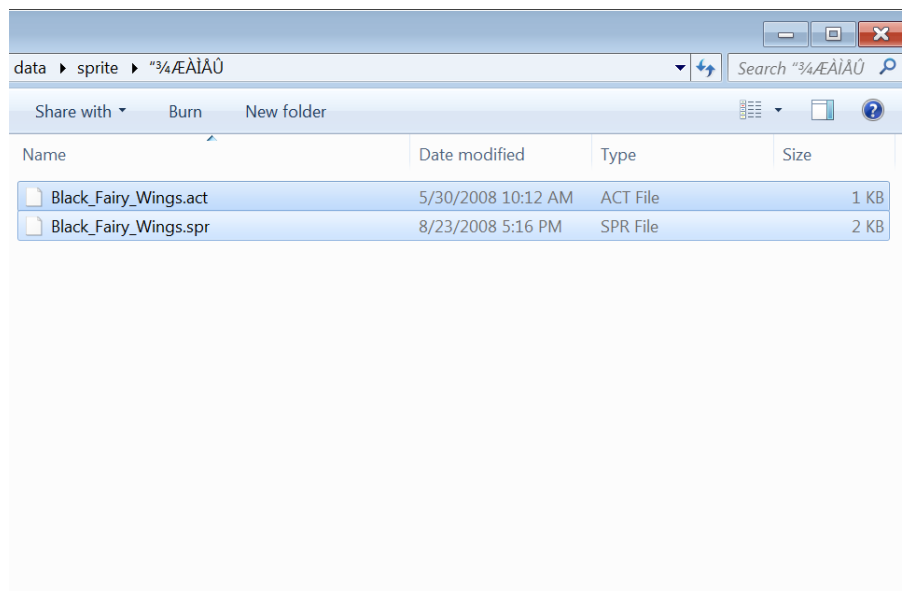 data ▸ sprite ▸ “¾ÆÀÌÅÛ
Search “¾ÆÀÌÅÛ
Share with
Burn
New folder
Name
Date modified
Type
Size
Black_Fairy_Wings.act 5/30/2008 10:12 AM ACT File 1 KB
Black_Fairy_Wings.spr 8/23/2008 5:16 PM SPR File 2 KB